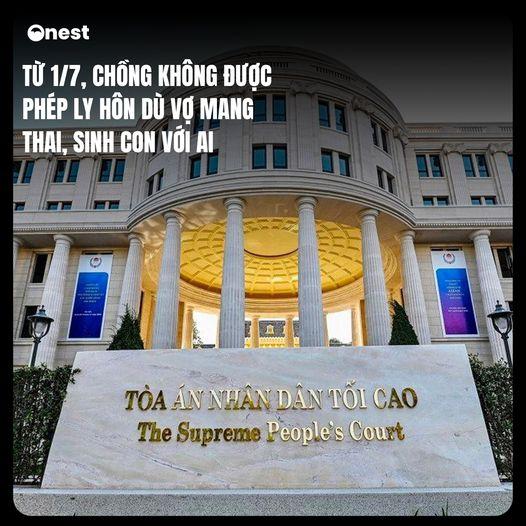 Onest
TỪ 1/7, CHỒNG KHÔNG ĐƯỢC
PHÉP LY HÔN DÙ VỢ MANG
THAI, SINH CON VỚI AI
TÒA ÁN NHÂN DÂN TỐI CAO
The Supreme People's Court